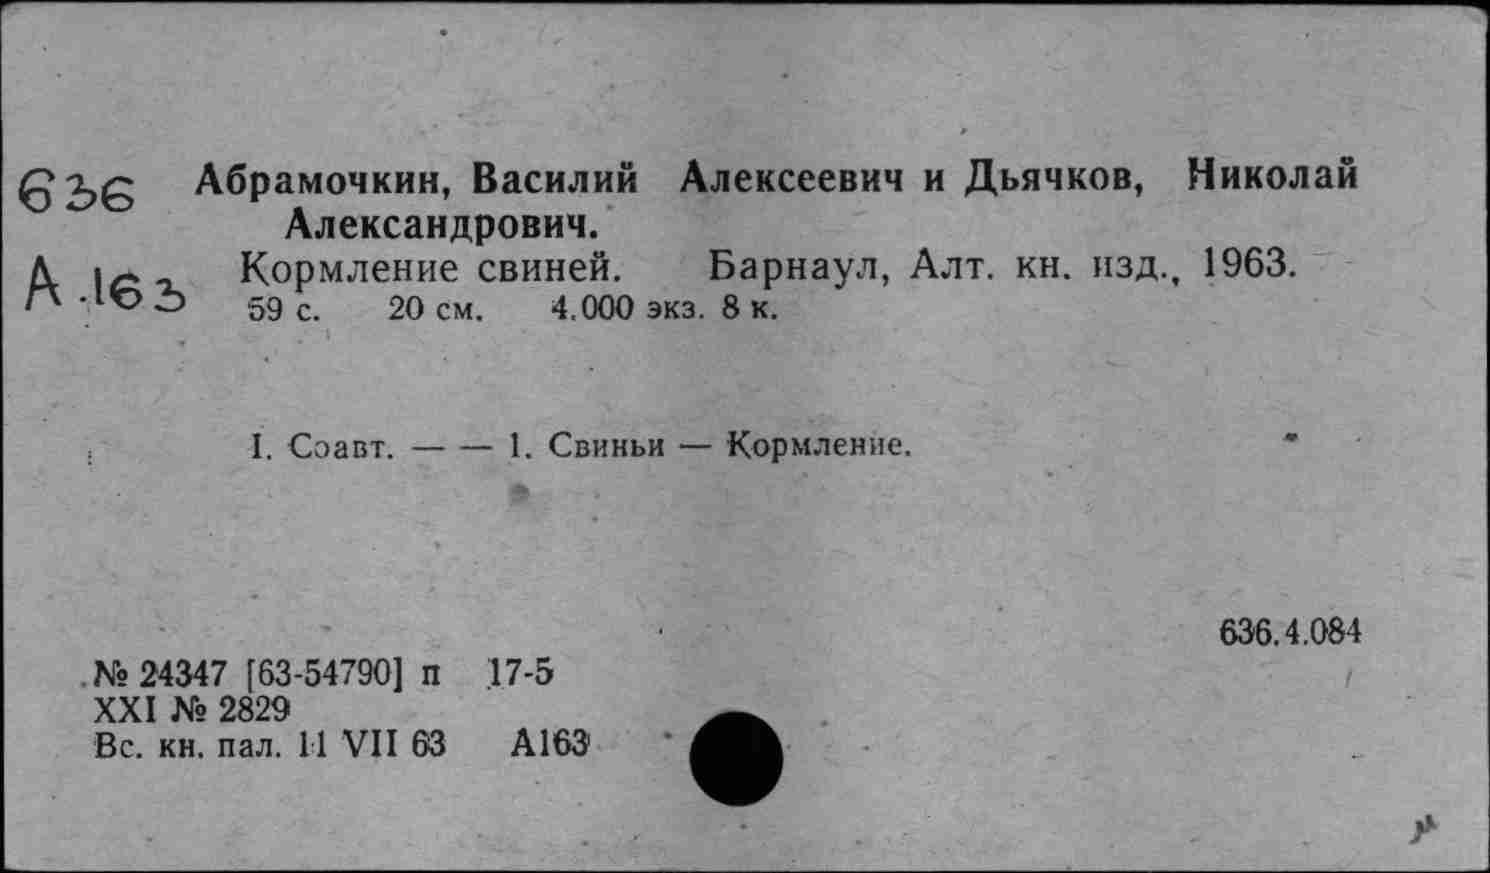 636 Абрамочкин, Василий Алексеевич и Дьячков, Николай
Александрович.
А.163 Кормление свиней. Барнаул, Алт. кн. изд., 1963.
59 с. 20 см. 4.000 экз. 8 к.
I. Соавт. — — 1. Свиньи — Кормление.
636.4.084
№ 24347 [63-54790] п 17-5
XXI № 2829
Вс. кн. пал. 11 VII 63 А163